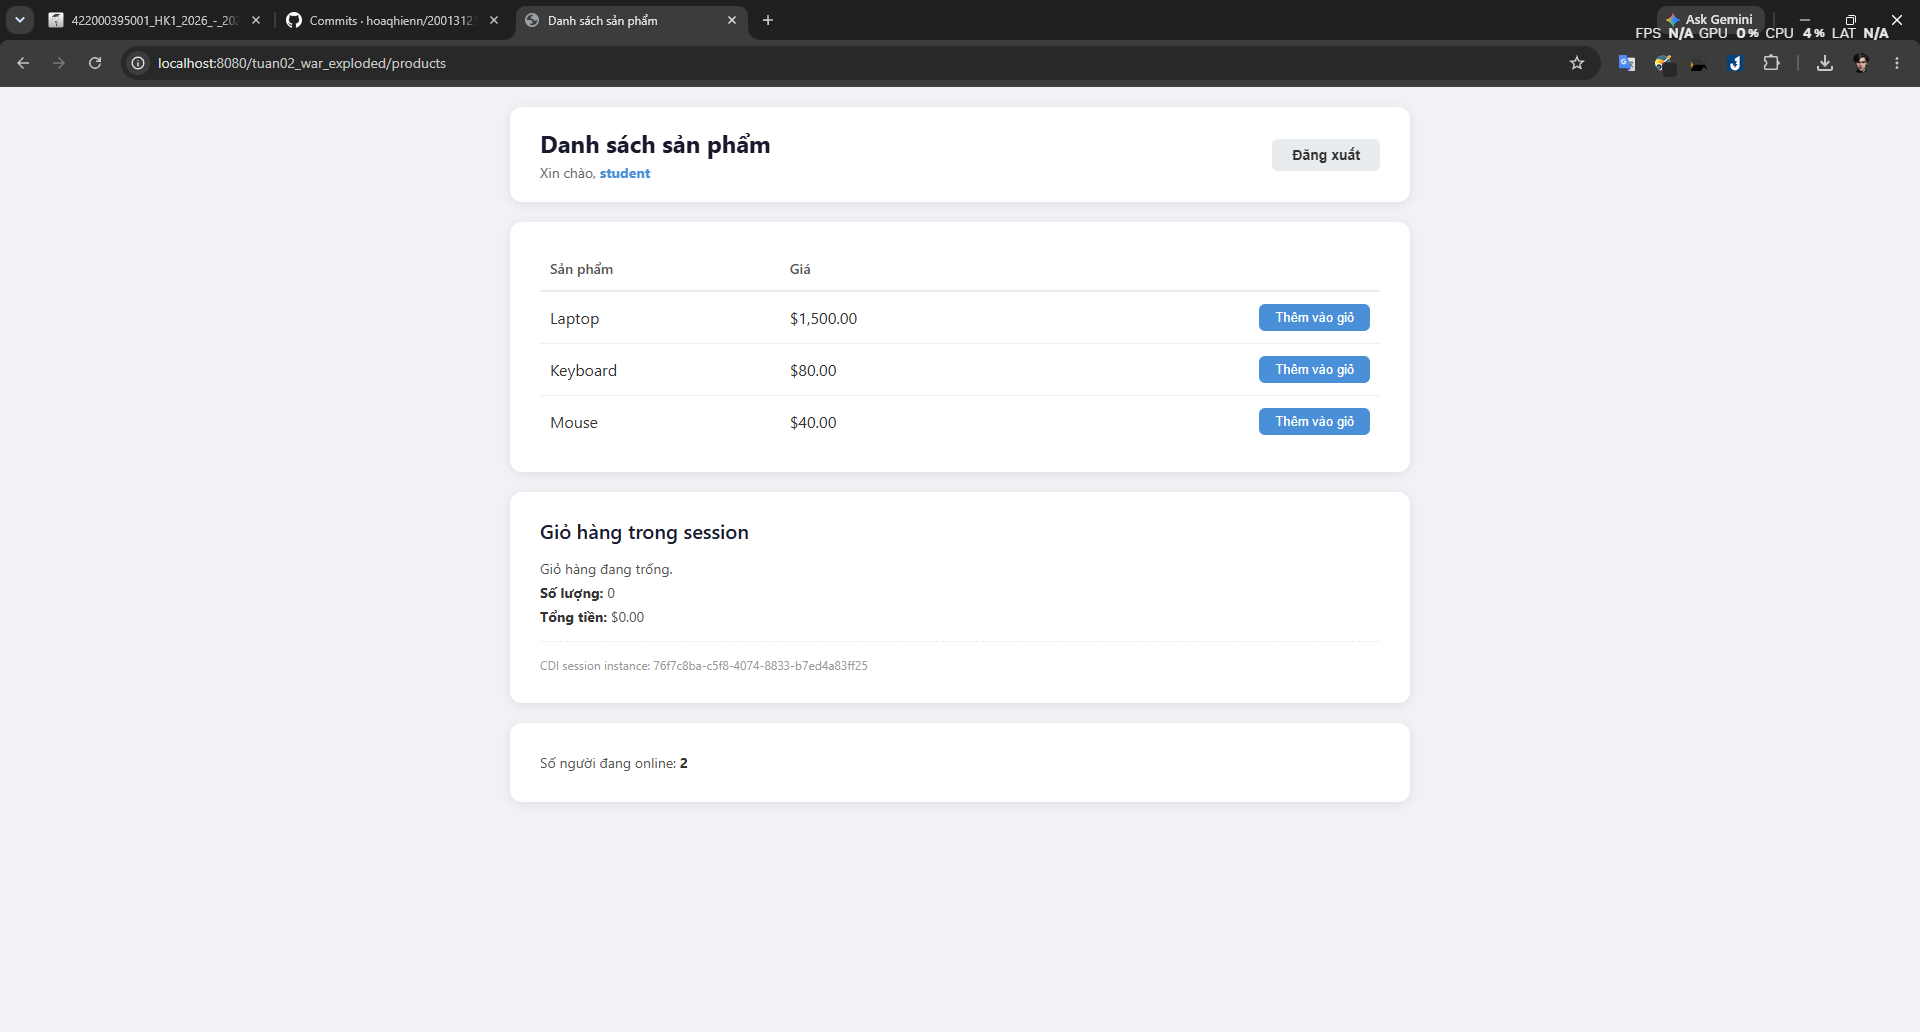 422000395001_HK1_2026_-_20
Commits · hoaqhienn/20013121
Danh sách sản phẩm
Ask Gemini
FPS N/A GPU 0% CPU 4% LAT N/A
localhost:8080/tuan02_war_exploded/products
Danh sách sản phẩm
Xin chào, student
Đăng xuất
Sản phẩm Giá
Laptop $1,500.00 Thêm vào giỏ
Keyboard $80.00 Thêm vào giỏ
Mouse $40.00 Thêm vào giỏ
Giỏ hàng trong session
Giỏ hàng đang trống.
Số lượng: 0
Tổng tiền: $0.00
CDI session instance: 76f7c8ba-c5f8-4074-8833-b7ed4a83ff25
Số người đang online: 2